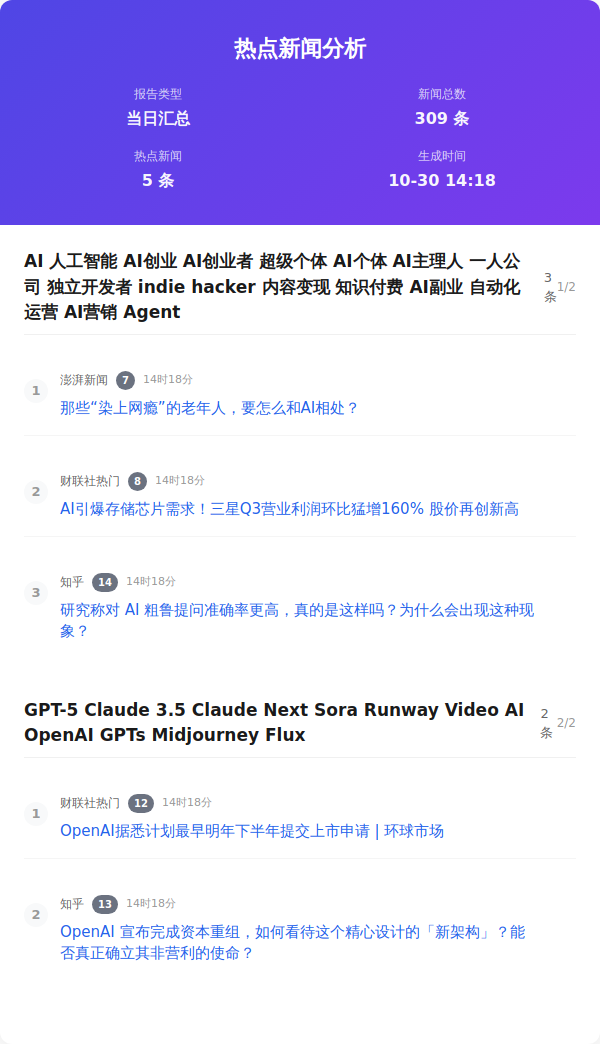 热点新闻分析
报告类型
当日汇总
新闻总数
309 条
热点新闻
5 条
生成时间
10-30 14:18
AI 人工智能 AI创业 AI创业者 超级个体 AI个体 AI主理人 一人公
司 独立开发者 indie hacker 内容变现 知识付费 AI副业 自动化
运营 AI营销 Agent
3
条
1/2
1
澎湃新闻 7 14时18分
那些“染上网瘾”的老年人，要怎么和AI相处？
2
财联社热门 8 14时18分
AI引爆存储芯片需求！三星Q3营业利润环比猛增160% 股价再创新高
3
知乎 14 14时18分
研究称对 AI 粗鲁提问准确率更高，真的是这样吗？为什么会出现这种现
象？
GPT-5 Claude 3.5 Claude Next Sora Runway Video AI
OpenAI GPTs Midjourney Flux
2
条
2/2
1
财联社热门 12 14时18分
OpenAI据悉计划最早明年下半年提交上市申请 | 环球市场
2
知乎 13 14时18分
OpenAI 宣布完成资本重组，如何看待这个精心设计的「新架构」？能
否真正确立其非营利的使命？